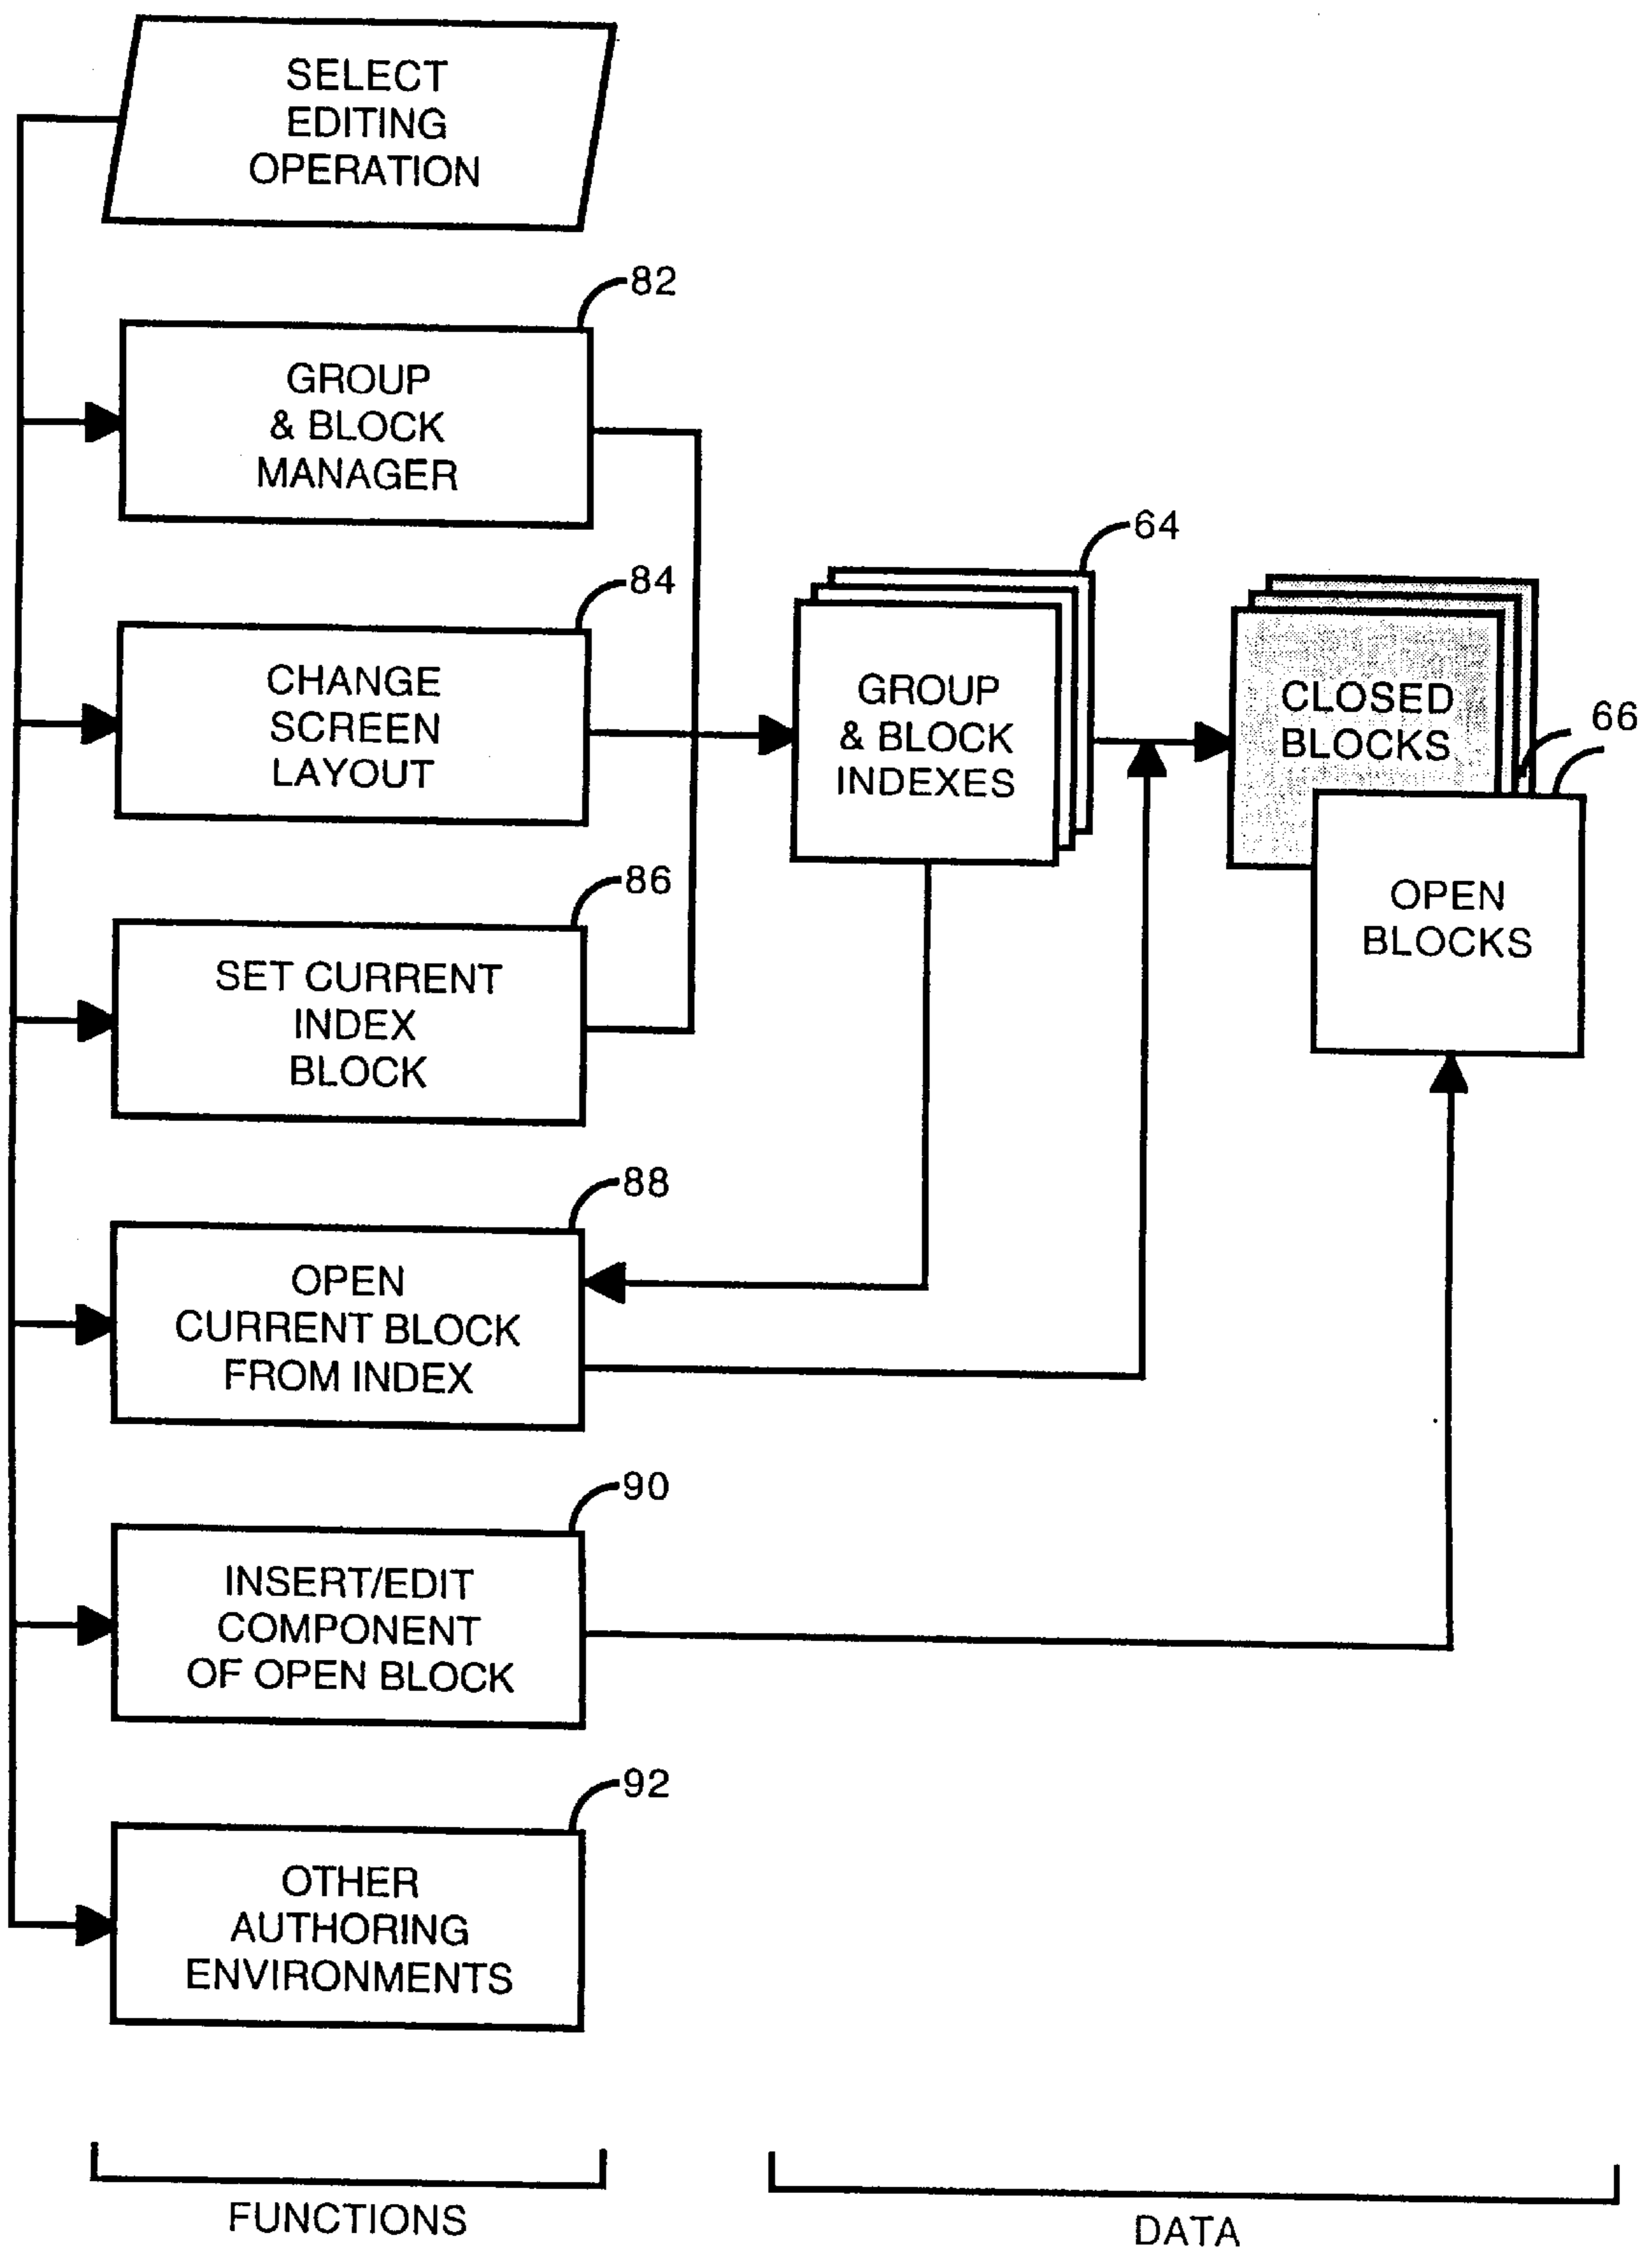 SELECT
EDITING
OPERATION
82
GROUP
& BLOCK
MANAGER
84
CHANGE
SCREEN
LAYOUT
64
GROUP
& BLOCK
INDEXES
CLOSED
BLOCKS
66
OPEN
BLOCKS
86
SET CURRENT
INDEX
BLOCK
88
OPEN
CURRENT BLOCK
FROM INDEX
90
INSERT/EDIT
COMPONENT
OF OPEN BLOCK
92
OTHER
AUTHORING
ENVIRONMENTS
FUNCTIONS
DATA